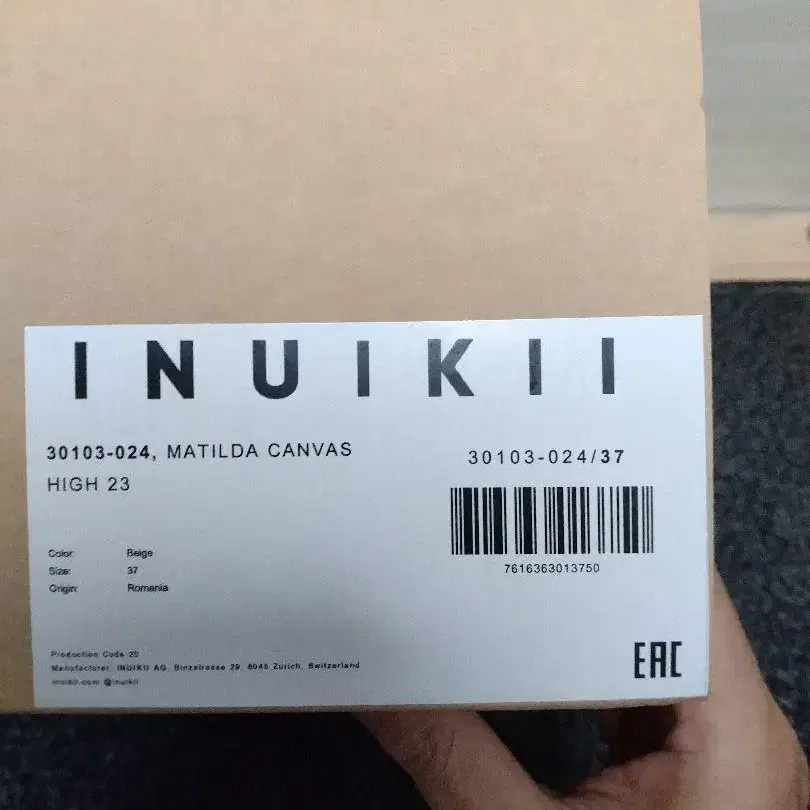 INUIKII
30103-024, MATILDA CANVAS
HIGH 23
30103-024/37
7616363013750
Color: Beige
Size: 37
Origin: Romania
Production Code 20
Manufacturer: INUIKII AG, Binzstrasse 29, 8045 Zurich, Switzerland
inuikii.com @inuikii
EAC